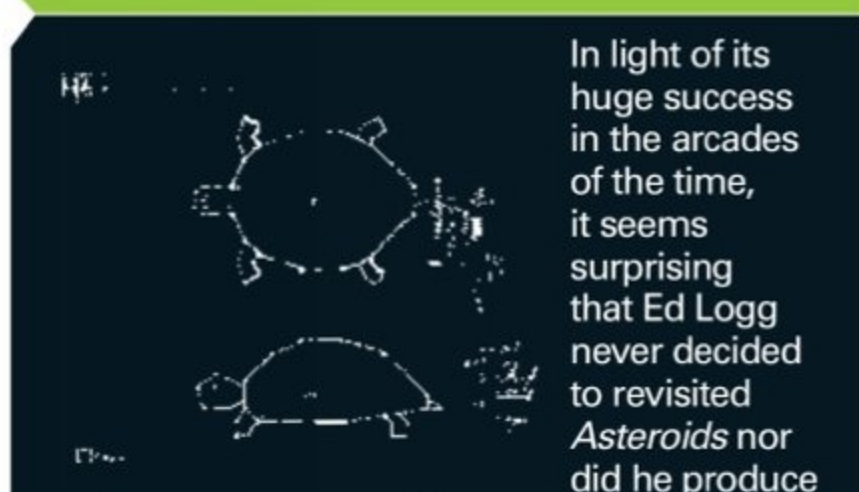 In light of its
huge success
in the arcades
of the time,
it seems
surprising
that Ed Logg
never decided
to revisited
Asteroids nor
did he produce